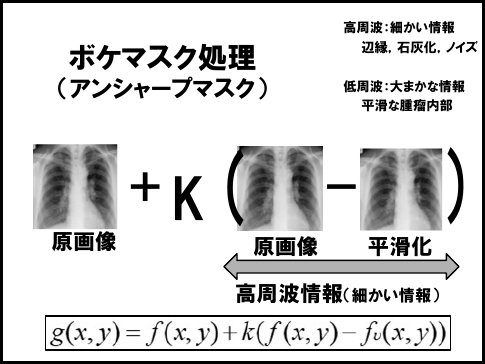 ボケマスク処理
（アンシャープマスク）
高周波：細かい情報
辺縁，石灰化，ノイズ
低周波：大まかな情報
平滑な腫瘤内部
+ K ( − )
原画像 原画像 平滑化
高周波情報（細かい情報）
g(x, y) = f(x, y)+k(f(x, y)− fᵤ(x, y))